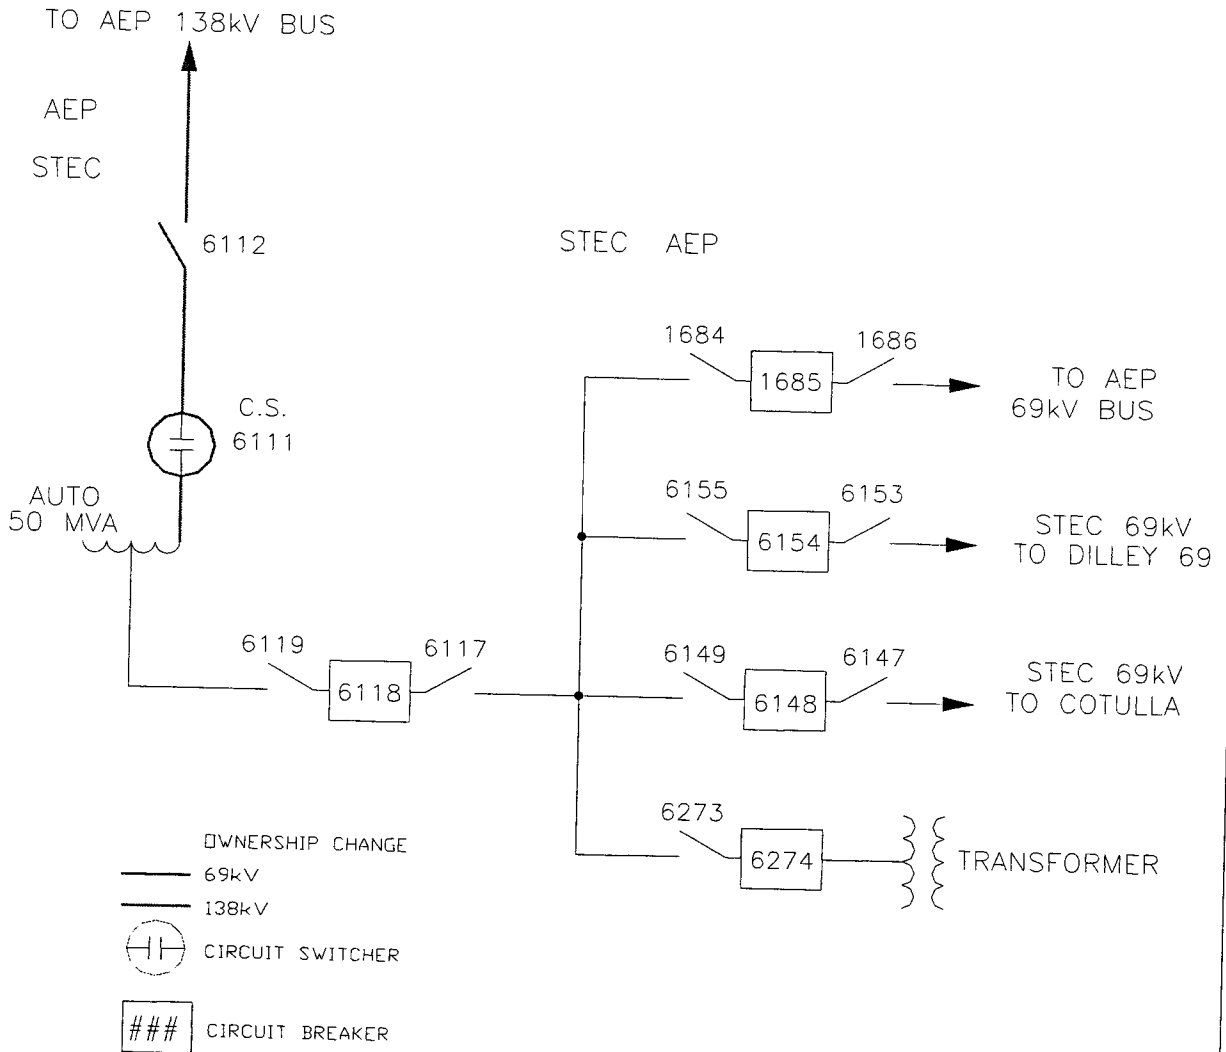 TO AEP 138kV BUS
AEP
STEC
6112
STEC AEP
1684
1686
1685
TO AEP
69kV BUS
C.S.
6111
AUTO
50 MVA
6155
6153
6154
STEC 69kV
TO DILLEY 69
6119
6117
6118
6149
6147
6148
STEC 69kV
TO COTULLA
6273
6274
TRANSFORMER
OWNERSHIP CHANGE
69kV
138kV
CIRCUIT SWITCHER
###
CIRCUIT BREAKER